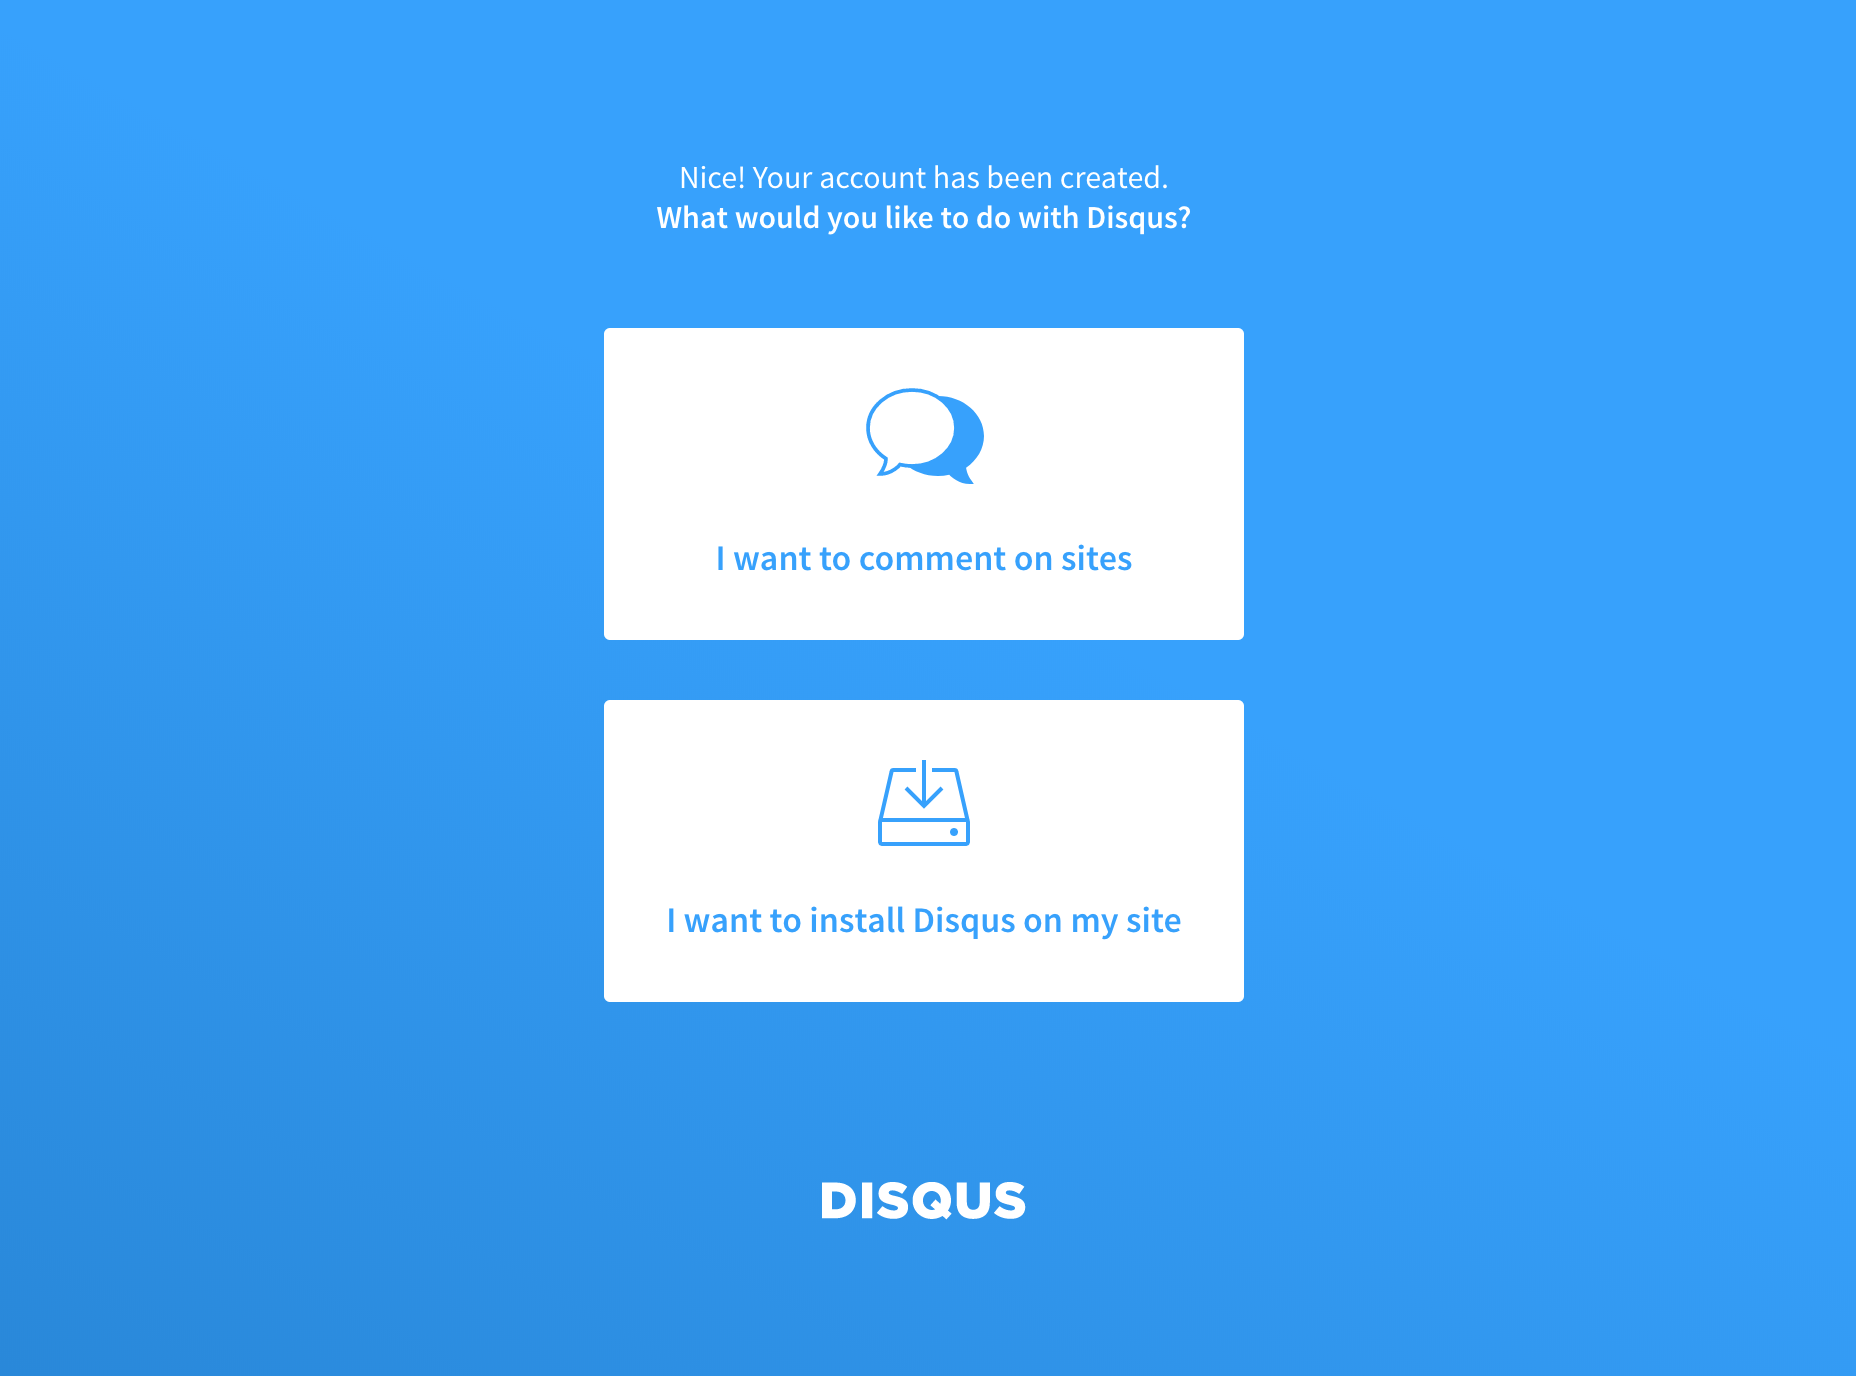 Nice! Your account has been created.
What would you like to do with Disqus?
I want to comment on sites
I want to install Disqus on my site
DISQUS